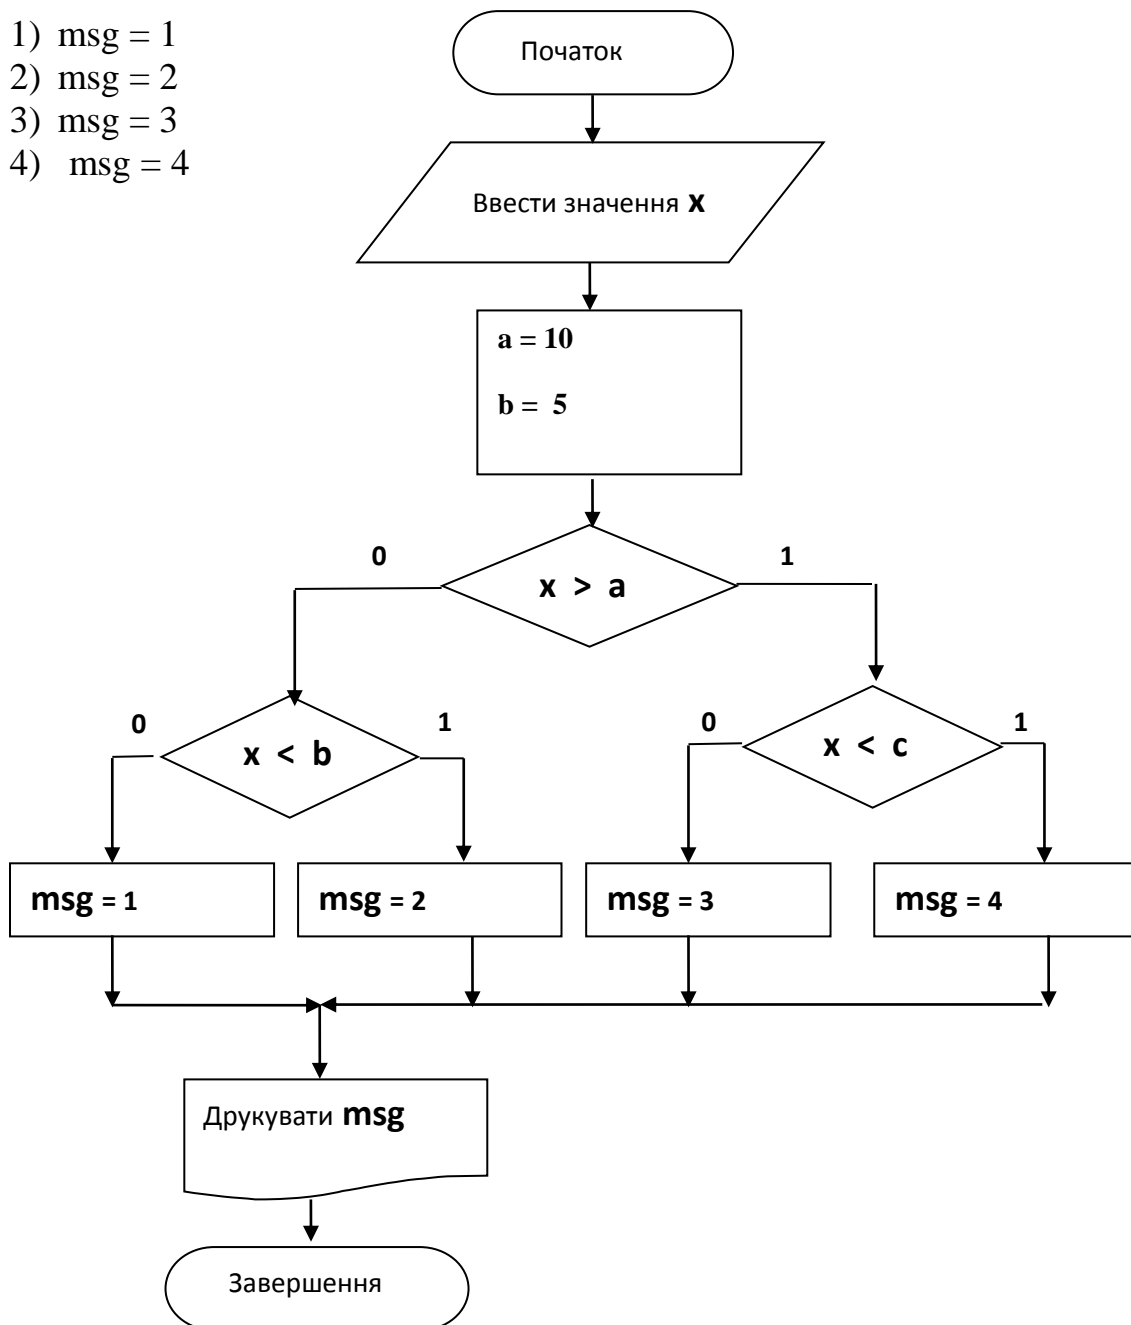 1) msg = 1
2) msg = 2
3) msg = 3
4) msg = 4
Початок
Ввести значення x
a = 10
b = 5
0
1
x > a
0
1
x < b
0
1
x < c
msg = 1
msg = 2
msg = 3
msg = 4
Друкувати msg
Завершення